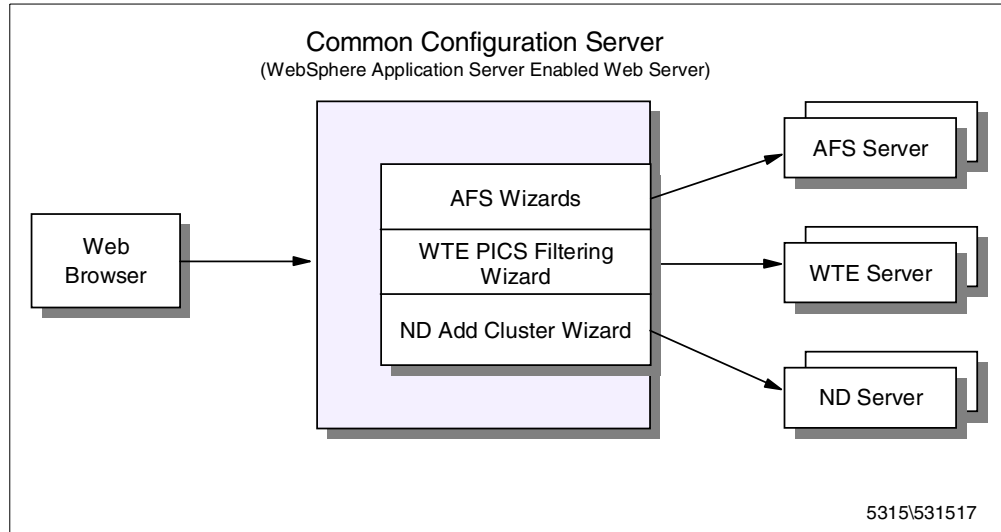 Common Configuration Server
(WebSphere Application Server Enabled Web Server)
Web
Browser
AFS Wizards
WTE PICS Filtering
Wizard
ND Add Cluster Wizard
AFS Server
WTE Server
ND Server
5315\531517